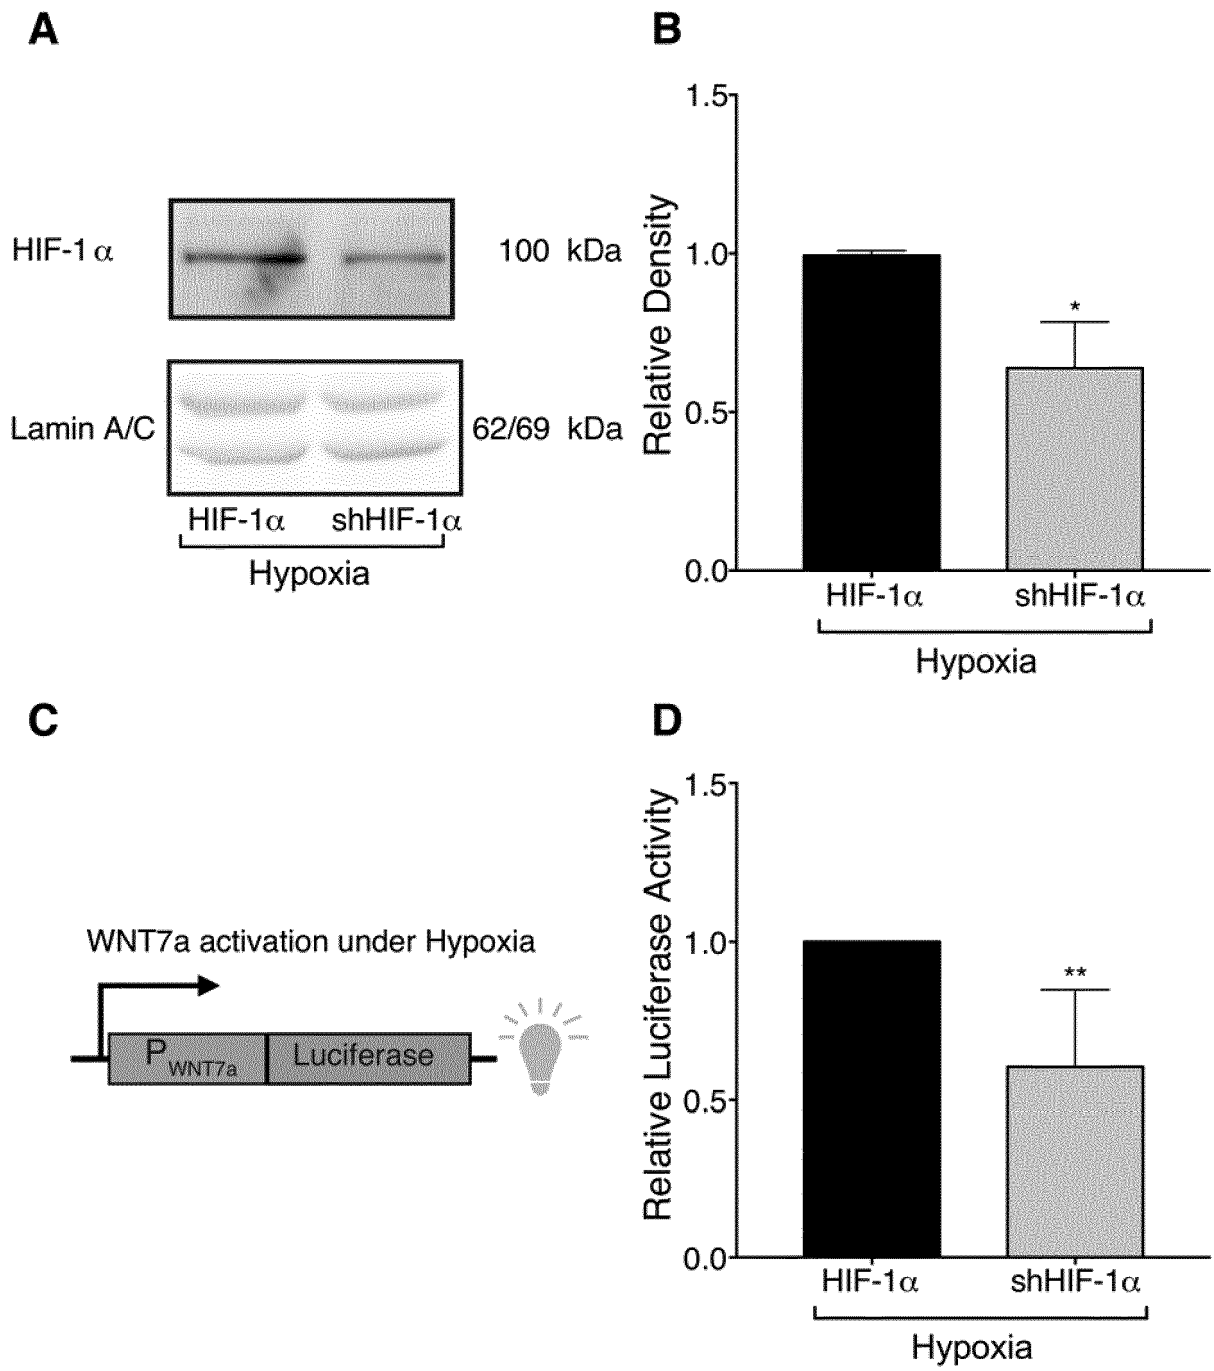 A
HIF-1α
100 kDa
Lamin A/C
62/69 kDa
HIF-1α shHIF-1α
Hypoxia
B
Relative Density
1.5
1.0
0.5
0.0
*
HIF-1α shHIF-1α
Hypoxia
C
WNT7a activation under Hypoxia
P WNT7a Luciferase
D
Relative Luciferase Activity
1.5
1.0
0.5
0.0
**
HIF-1α shHIF-1α
Hypoxia